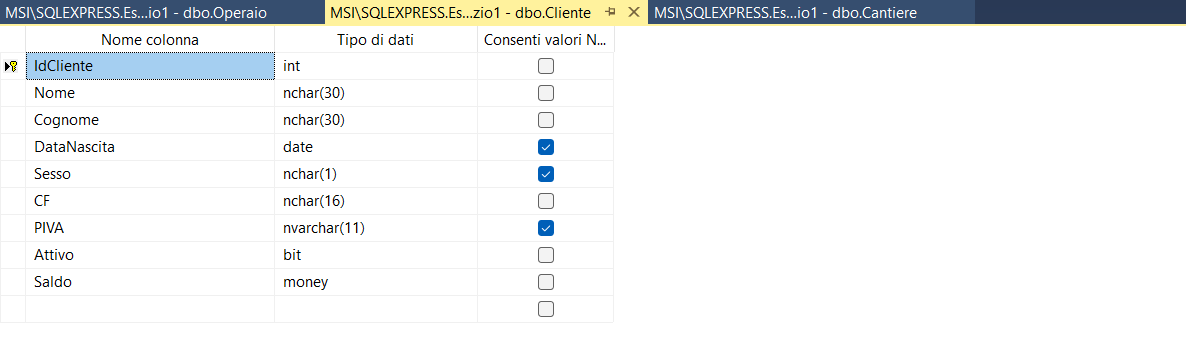 MSI\SQLEXPRESS.Es...io1 - dbo.Operaio MSI\SQLEXPRESS.Es...zio1 - dbo.Cliente MSI\SQLEXPRESS.Es...io1 - dbo.Cantiere
Nome colonna Tipo di dati Consenti valori N...
IdCliente int
Nome nchar(30)
Cognome nchar(30)
DataNascita date
Sesso nchar(1)
CF nchar(16)
PIVA nvarchar(11)
Attivo bit
Saldo money